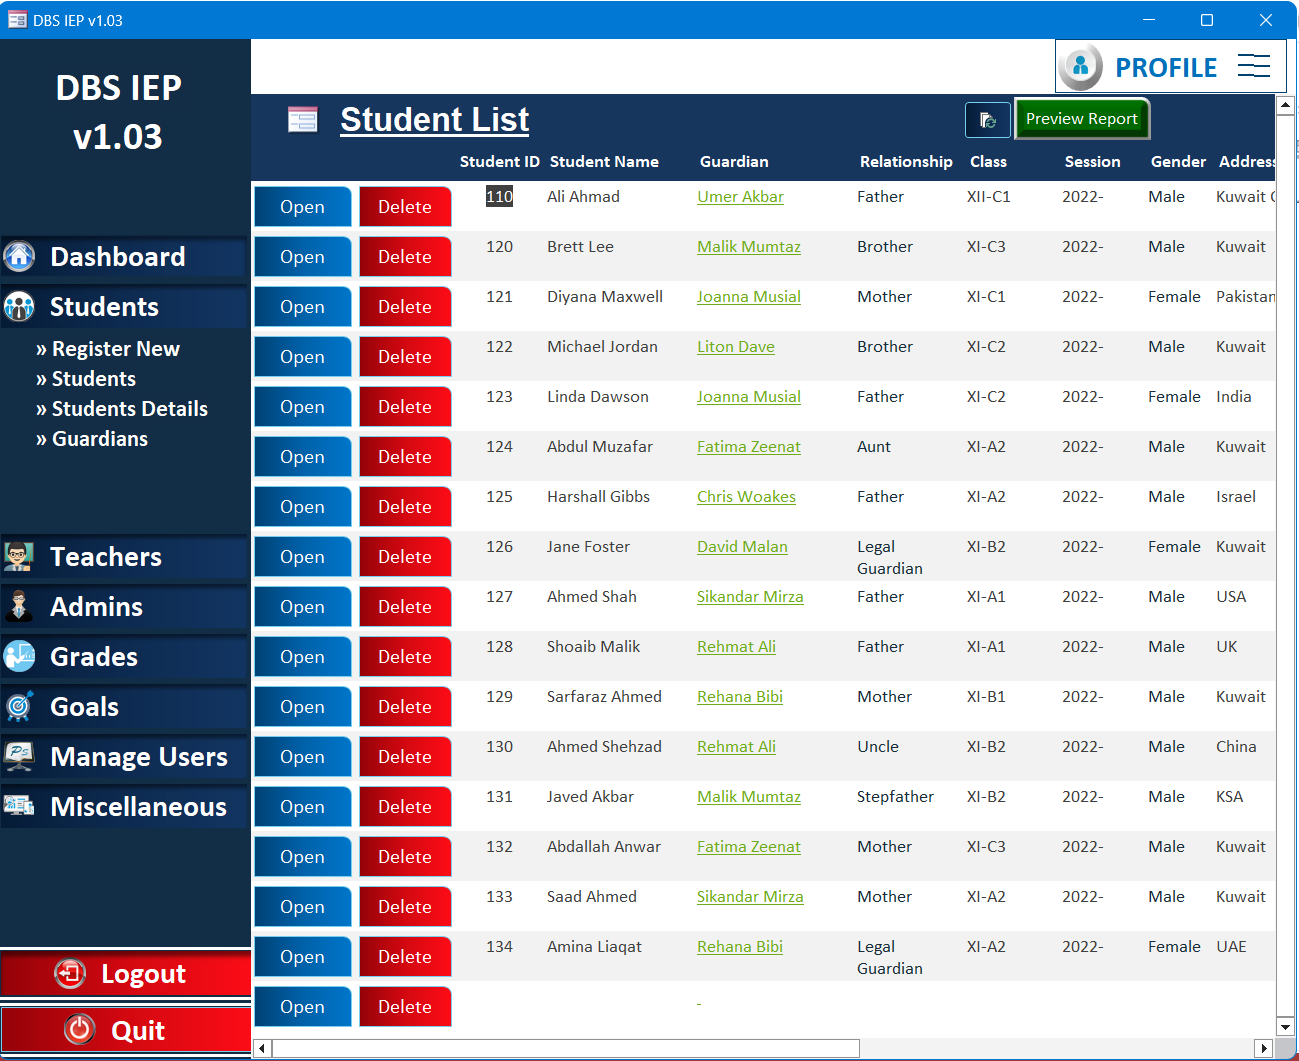 DBS IEP v1.03
DBS IEP
v1.03
PROFILE
Student List
Preview Report
Student ID Student Name Guardian Relationship Class Session Gender Address
Open Delete 110 Ali Ahmad Umer Akbar Father XII-C1 2022- Male Kuwait
Open Delete 120 Brett Lee Malik Mumtaz Brother XI-C3 2022- Male Kuwait
Open Delete 121 Diyana Maxwell Joanna Musial Mother XI-C1 2022- Female Pakistan
Open Delete 122 Michael Jordan Liton Dave Brother XI-C2 2022- Male Kuwait
Open Delete 123 Linda Dawson Joanna Musial Father XI-C2 2022- Female India
Open Delete 124 Abdul Muzafar Fatima Zeenat Aunt XI-A2 2022- Male Kuwait
Open Delete 125 Harshall Gibbs Chris Woakes Father XI-A2 2022- Male Israel
Open Delete 126 Jane Foster David Malan Legal Guardian XI-B2 2022- Female Kuwait
Open Delete 127 Ahmed Shah Sikandar Mirza Father XI-A1 2022- Male USA
Open Delete 128 Shoaib Malik Rehmat Ali Father XI-A1 2022- Male UK
Open Delete 129 Sarfaraz Ahmed Rehana Bibi Mother XI-B1 2022- Male Kuwait
Open Delete 130 Ahmed Shehzad Rehmat Ali Uncle XI-B2 2022- Male China
Open Delete 131 Javed Akbar Malik Mumtaz Stepfather XI-B2 2022- Male KSA
Open Delete 132 Abdallah Anwar Fatima Zeenat Mother XI-C3 2022- Male Kuwait
Open Delete 133 Saad Ahmed Sikandar Mirza Mother XI-A2 2022- Male Kuwait
Open Delete 134 Amina Liaqat Rehana Bibi Legal Guardian XI-A2 2022- Female UAE
Open Delete -
Dashboard
Students
» Register New
» Students
» Students Details
» Guardians
Teachers
Admins
Grades
Goals
Manage Users
Miscellaneous
Logout
Quit